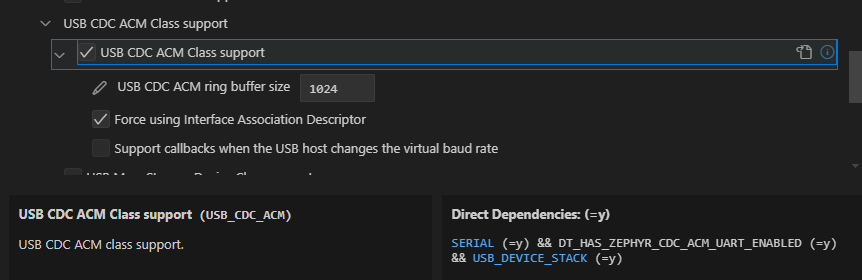 USB CDC ACM Class support
USB CDC ACM Class support
USB CDC ACM ring buffer size 1024
Force using Interface Association Descriptor
Support callbacks when the USB host changes the virtual baud rate
USB CDC ACM Class support (USB_CDC_ACM)
USB CDC ACM class support.
Direct Dependencies: (=y)
SERIAL (=y) && DT_HAS_ZEPHYR_CDC_ACM_UART_ENABLED (=y)
&& USB_DEVICE_STACK (=y)